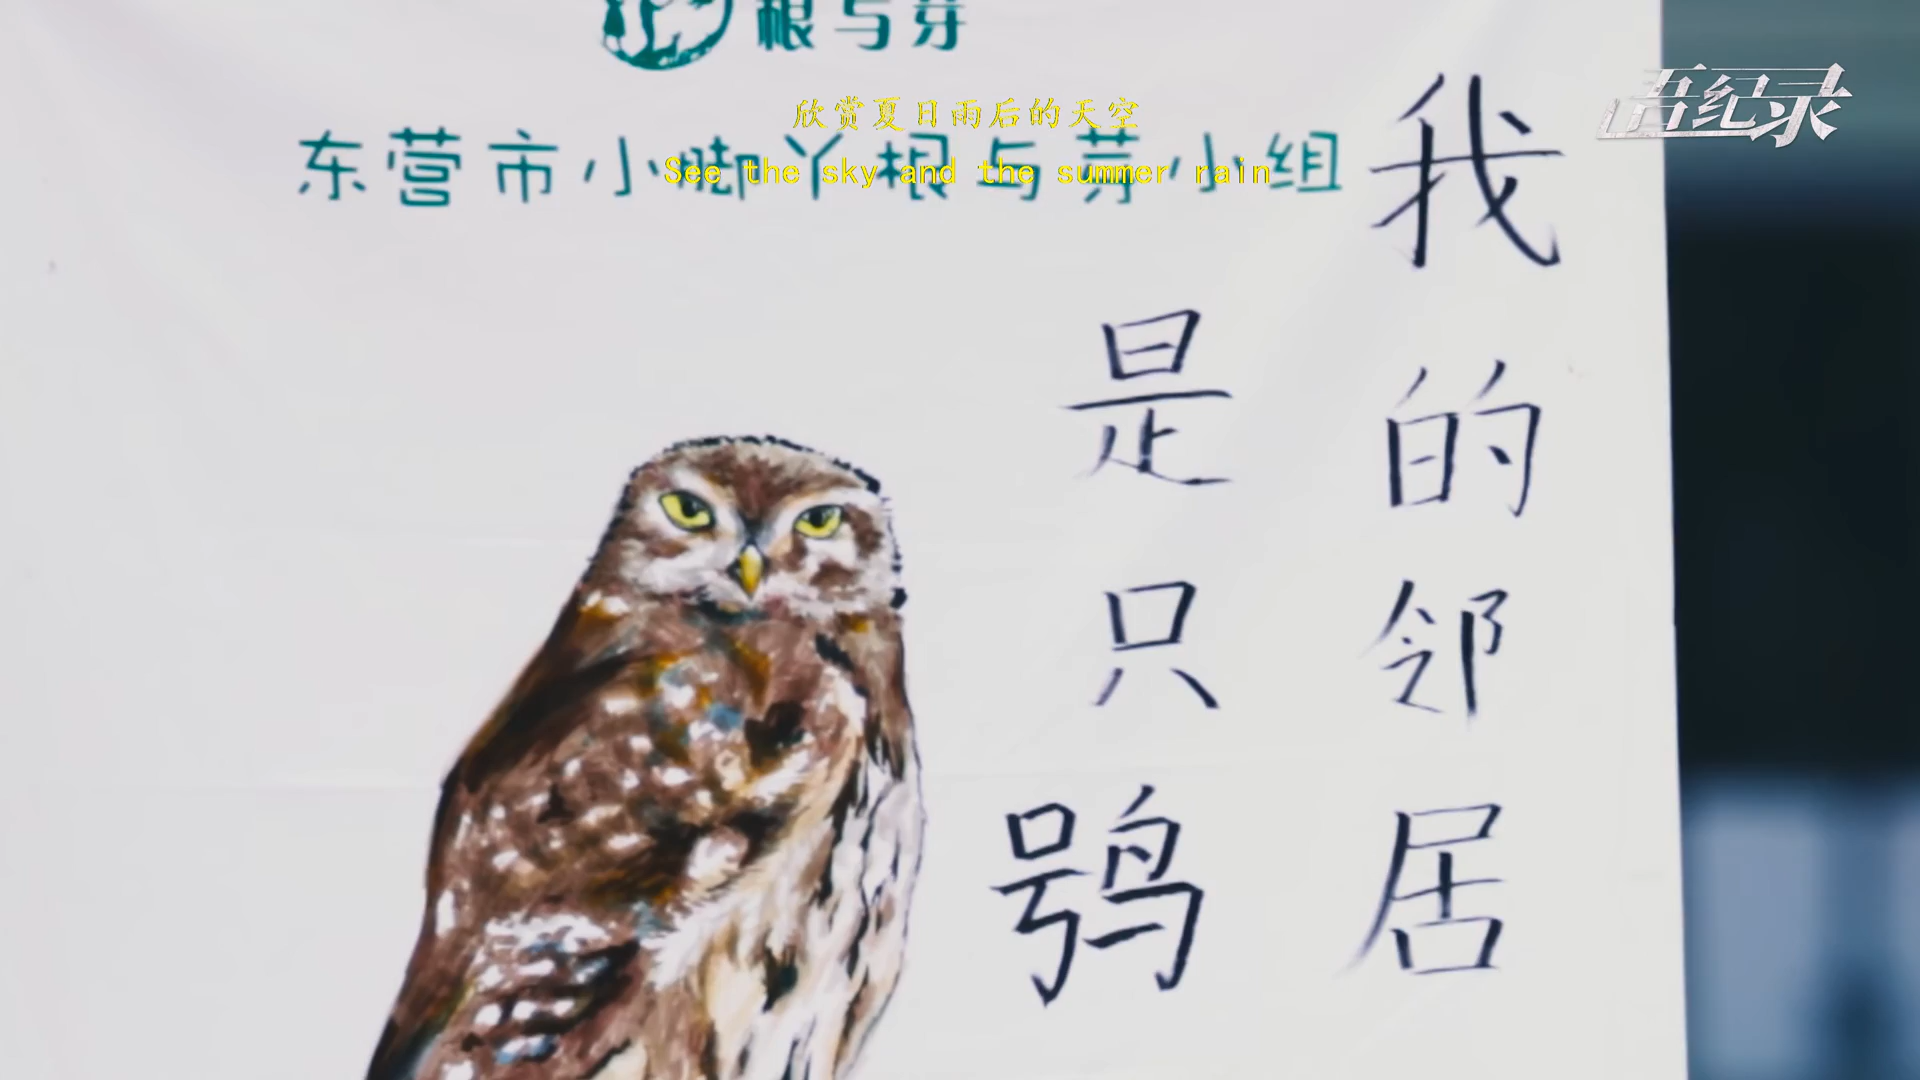 根与芽
吾纪录
欣赏夏日雨后的天空
东营市小脚丫根与芽小组
See the sky and the summer rain
我的邻居
是只鸮